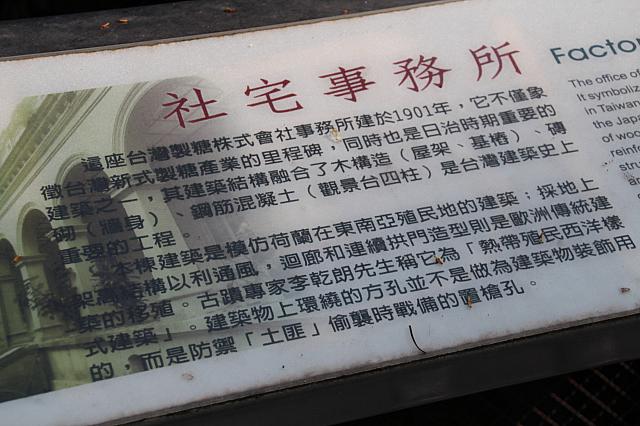 社宅事務所
Factor
這座台灣製糖株式會社事務所建於1901年，它不僅象
徵台灣新式製糖產業的里程碑，同時也是日治時期重要的
建築之一，其建築結構融合了木構造（屋架、基樁）、磚
砌（牆身）、鋼筋混凝土（觀景台四柱）是台灣建築史上
重要的工程。
本棟建築是模仿荷蘭在東南亞殖民地的建築；採地上
架高結構以利通風，迴廊和連續拱門造型則是歐洲傳統建
築的移殖。古蹟專家李乾朗先生稱它為「熱帶殖民西洋樣
式建築」。建築物上環繞的方孔並不是做為建築物裝飾用
的，而是防禦「土匪」偷襲時戰備的置槍孔。
The office of
It symboliz
in Taiwan
the Japa
of wo
reinf